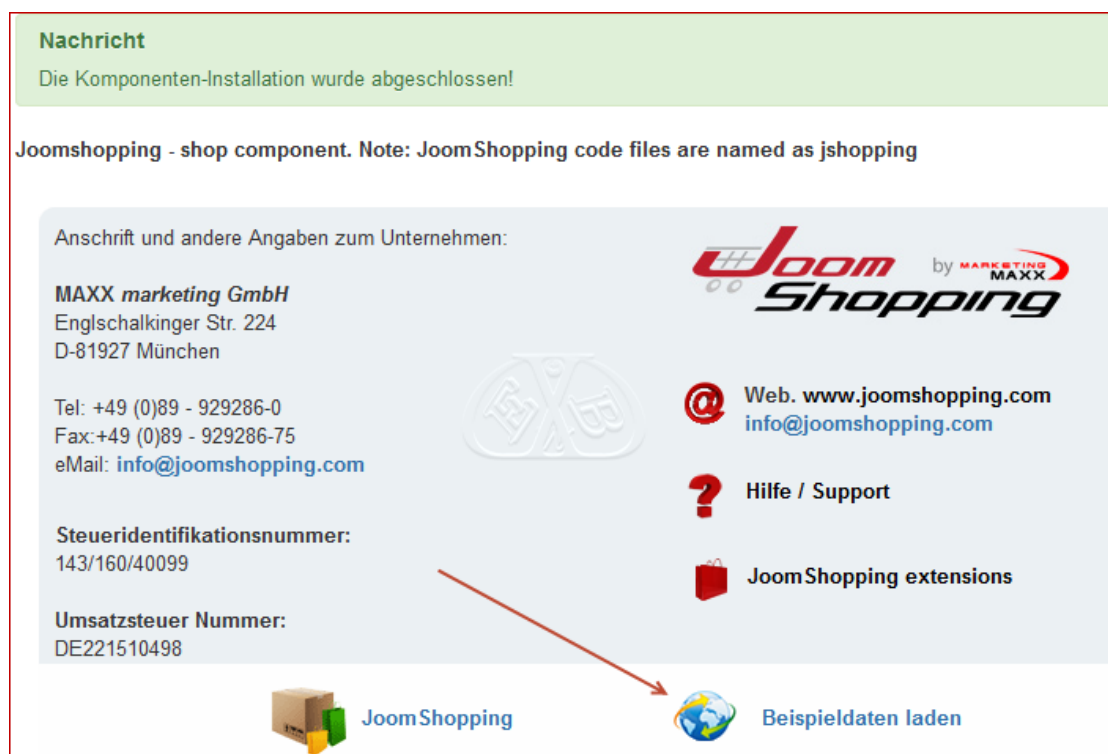 Nachricht
Die Komponenten-Installation wurde abgeschlossen!
Joomshopping - shop component. Note: JoomShopping code files are named as jshopping
Anschrift und andere Angaben zum Unternehmen:
MAXX marketing GmbH
Englschalkinger Str. 224
D-81927 München
Tel: +49 (0)89 - 929286-0
Fax:+49 (0)89 - 929286-75
eMail: info@joomshopping.com
Steueridentifikationsnummer:
143/160/40099
Umsatzsteuer Nummer:
DE221510498
Joom
Shopping
by MARKETING
MAXX
Web. www.joomshopping.com
info@joomshopping.com
Hilfe / Support
JoomShopping extensions
JoomShopping
Beispieldaten laden